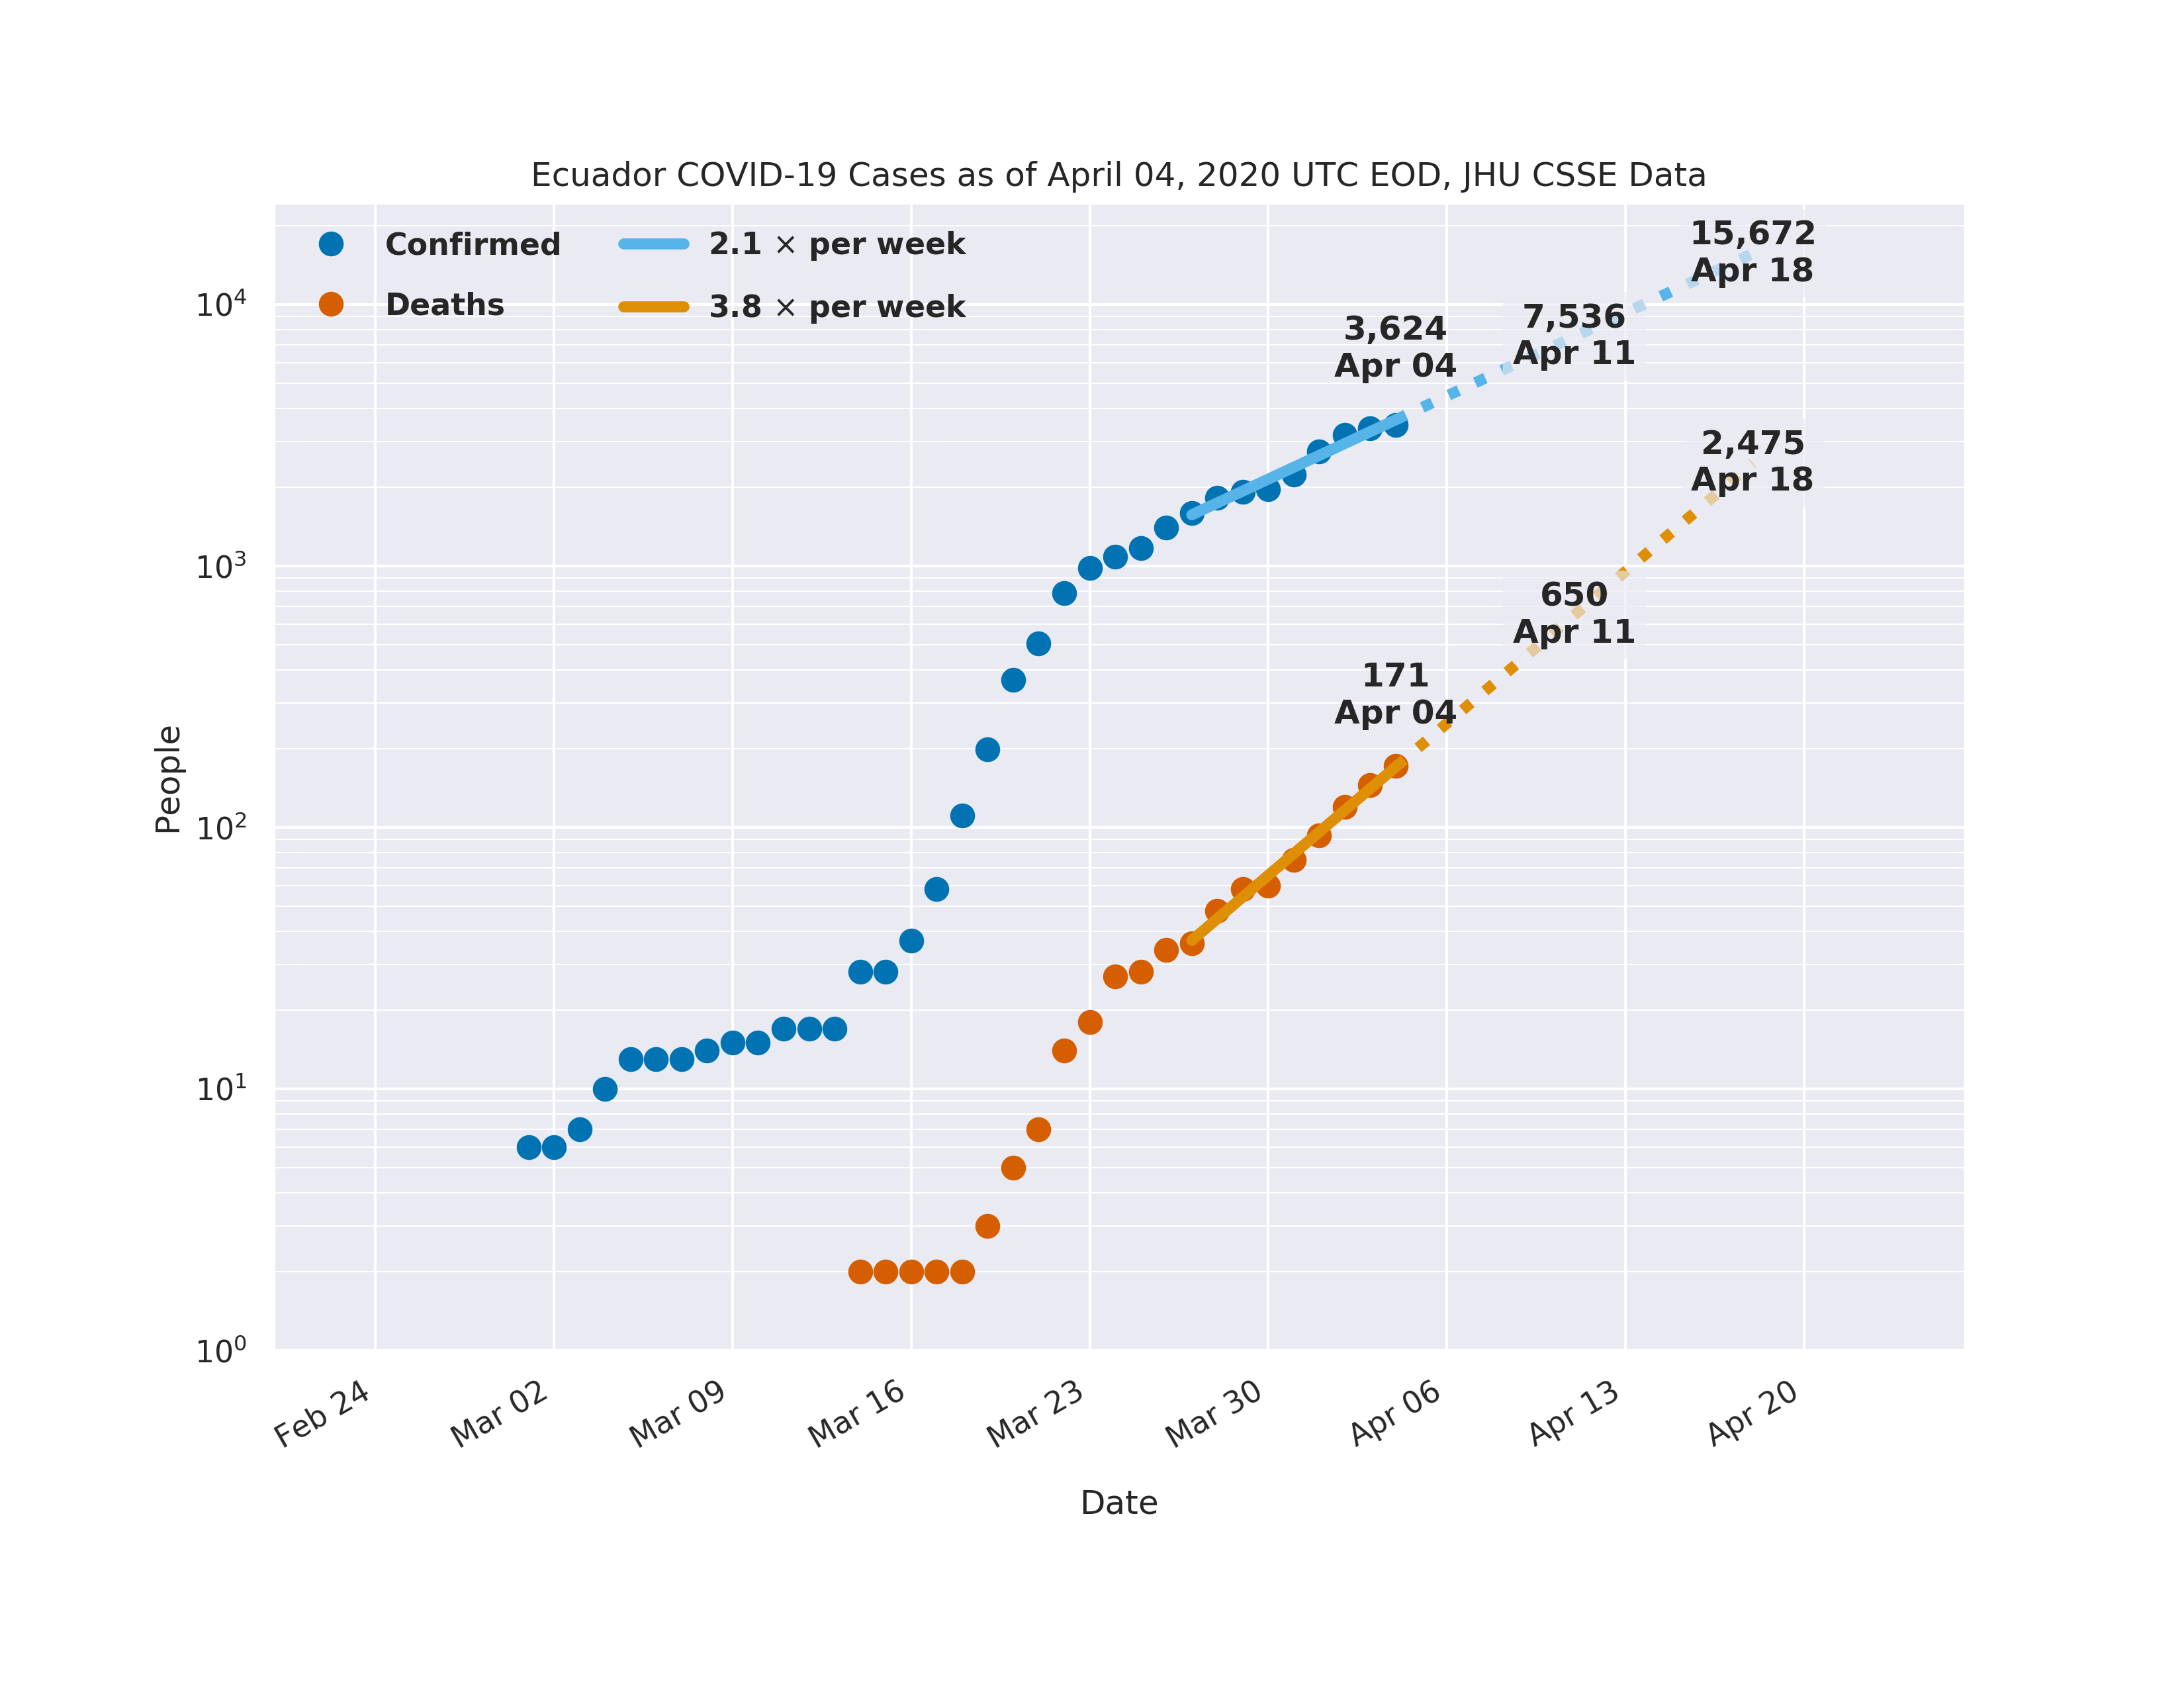 Ecuador COVID-19 Cases as of April 04, 2020 UTC EOD, JHU CSSE Data
Confirmed
Deaths
2.1 × per week
3.8 × per week
15,672
Apr 18
7,536
Apr 11
3,624
Apr 04
2,475
Apr 18
650
Apr 11
171
Apr 04
People
10⁴
10³
10²
10¹
10⁰
Feb 24
Mar 02
Mar 09
Mar 16
Mar 23
Mar 30
Apr 06
Apr 13
Apr 20
Date